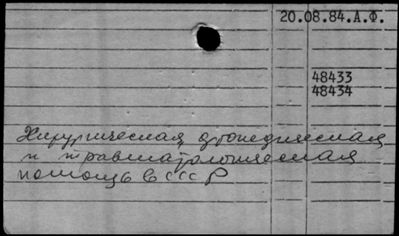 20.08.84.А.Ф.
48433
48434
Хирургическая ортопедическая
и травматологическая
помощь в СССР